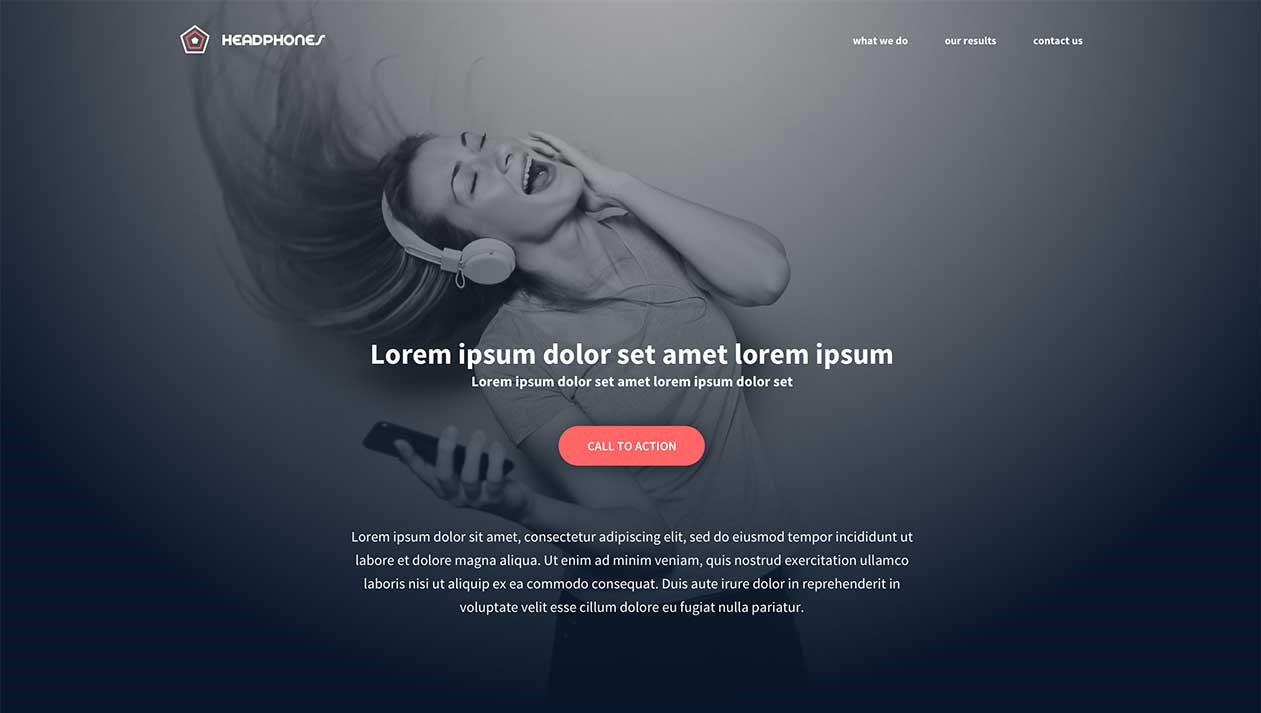 HEADPHONES
what we do our results contact us
Lorem ipsum dolor set amet lorem ipsum
Lorem ipsum dolor set amet lorem ipsum dolor set
CALL TO ACTION
Lorem ipsum dolor sit amet, consectetur adipiscing elit, sed do eiusmod tempor incididunt ut
labore et dolore magna aliqua. Ut enim ad minim veniam, quis nostrud exercitation ullamco
laboris nisi ut aliquip ex ea commodo consequat. Duis aute irure dolor in reprehenderit in
voluptate velit esse cillum dolore eu fugiat nulla pariatur.